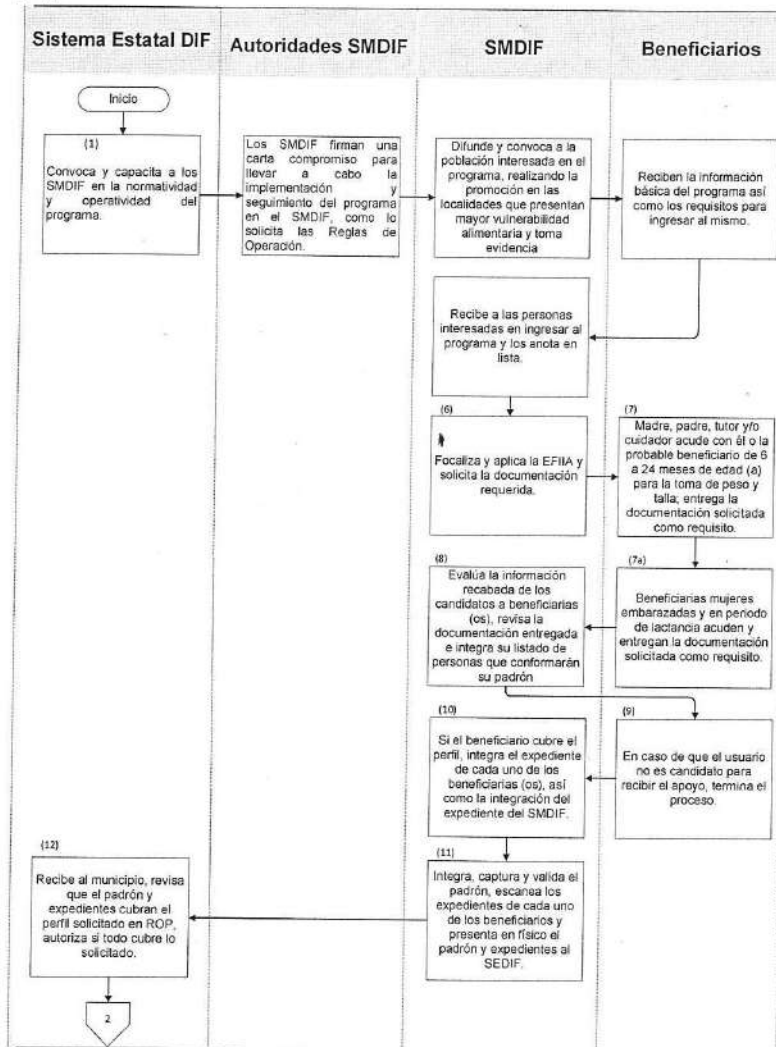 Sistema Estatal DIF
Autoridades SMDIF
SMDIF
Beneficiarios
Inicio
(1)
Convoca y capacita a los
SMDIF en la normatividad
y operatividad del
programa.
Los SMDIF firman una
carta compromiso para
llevar a cabo la
implementación y
seguimiento del programa
en el SMDIF, como lo
solicita las Reglas de
Operación.
Difunde y convoca a la
población interesada en el
programa, realizando la
promoción en las
localidades que presentan
mayor vulnerabilidad
alimentaria y toma
evidencia
Reciben la información
básica del programa así
como los requisitos para
ingresar al mismo.
Recibe a las personas
interesadas en ingresar al
programa y los anota en
lista.
(6)
Focaliza y aplica la EFIIA y
solicita la documentación
requerida.
(7)
Madre, padre, tutor y/o
cuidador acude con él o la
probable beneficiario de 6
a 24 meses de edad (a)
para la toma de peso y
talla; entrega la
documentación solicitada
como requisito.
(8)
Evalúa la información
recabada de los
candidatos a beneficiarias
(os), revisa la
documentación entregada
e integra su listado de
personas que conformarán
su padrón
(7a)
Beneficiarias mujeres
embarazadas y en periodo
de lactancia acuden y
entregan la documentación
solicitada como requisito.
(10)
Si el beneficiario cubre el
perfil, integra el expediente
de cada uno de los
beneficiarias (os), así
como la integración del
expediente del SMDIF.
(9)
En caso de que el usuario
no es candidato para
recibir el apoyo, termina el
proceso.
(12)
Recibe al municipio, revisa
que el padrón y
expedientes cubran el
perfil solicitado en ROP,
autoriza si todo cubre lo
solicitado.
(11)
Integra, captura y valida el
padrón, escanea los
expedientes de cada uno
de los beneficiarios y
presenta en físico el
padrón y expedientes al
SEDIF.
2